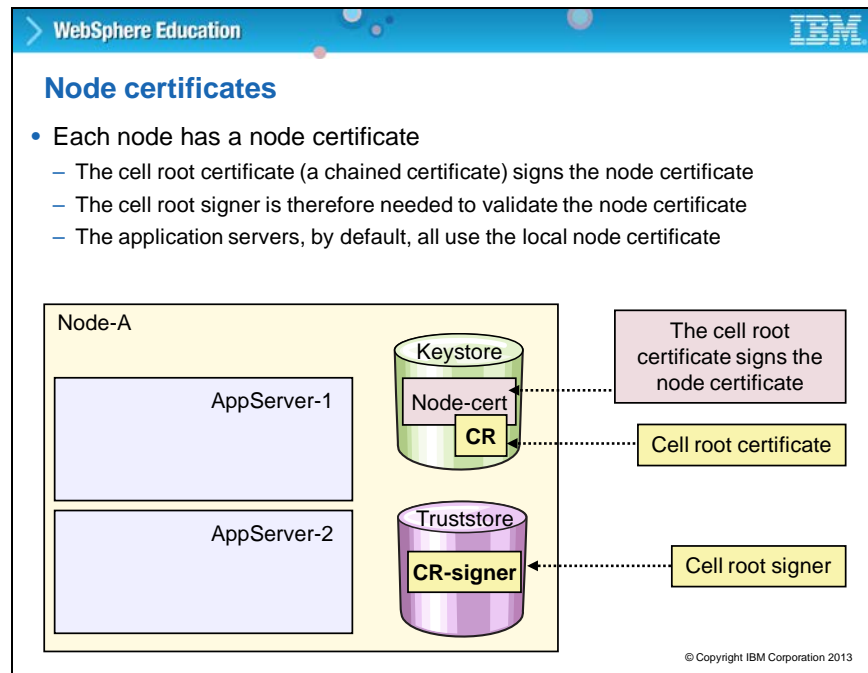 WebSphere Education
IBM
Node certificates
• Each node has a node certificate
– The cell root certificate (a chained certificate) signs the node certificate
– The cell root signer is therefore needed to validate the node certificate
– The application servers, by default, all use the local node certificate
Node-A
AppServer-1
AppServer-2
Keystore
Node-cert
CR
Truststore
CR-signer
The cell root
certificate signs the
node certificate
Cell root certificate
Cell root signer
© Copyright IBM Corporation 2013